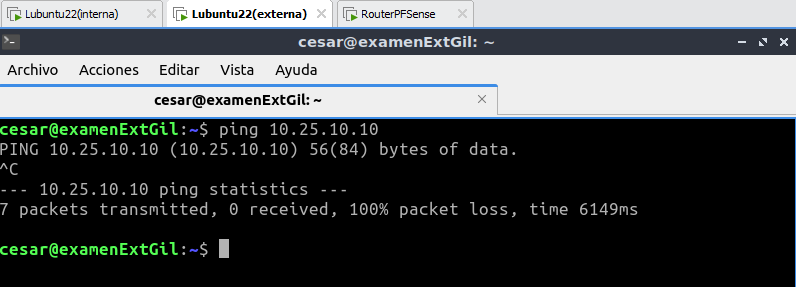 Lubuntu22(interna) Lubuntu22(externa) RouterPFSense
cesar@examenExtGil: ~
Archivo Acciones Editar Vista Ayuda
cesar@examenExtGil: ~
cesar@examenExtGil:~$ ping 10.25.10.10
PING 10.25.10.10 (10.25.10.10) 56(84) bytes of data.
^C
--- 10.25.10.10 ping statistics ---
7 packets transmitted, 0 received, 100% packet loss, time 6149ms
cesar@examenExtGil:~$